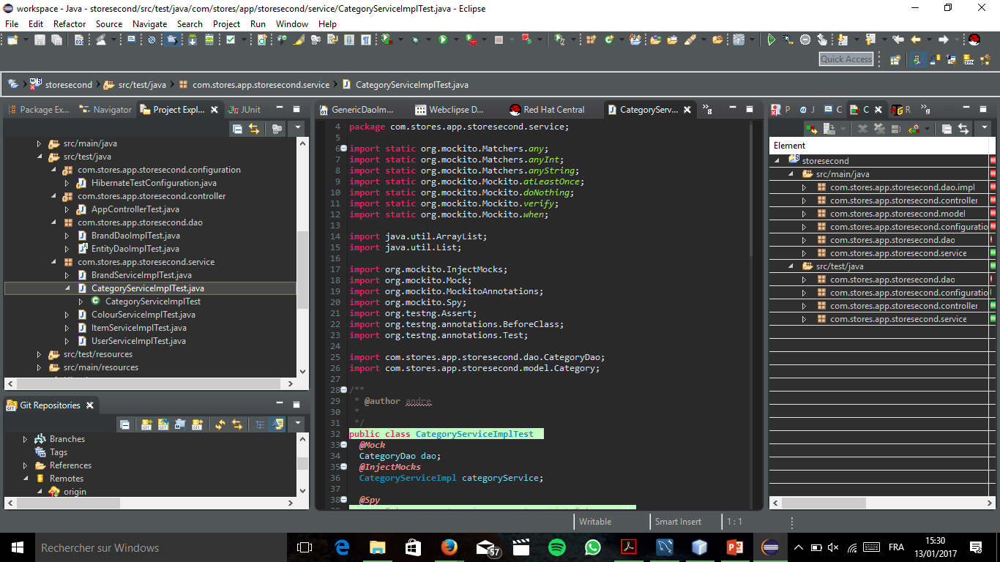 workspace - Java - storesecond/src/test/java/com/stores/app/storesecond/service/CategoryServiceImplTest.java - Eclipse
File Edit Refactor Source Navigate Search Project Run Window Help
Quick Access
storesecond src/test/java com.stores.app.storesecond.service CategoryServiceImplTest.java
Package Ex... Navigator Project Expl... JUnit
src/main/java
src/test/java
com.stores.app.storesecond.configuration
HibernateTestConfiguration.java
com.stores.app.storesecond.controller
AppControllerTest.java
com.stores.app.storesecond.dao
BrandDaoImplTest.java
EntityDaoImplTest.java
com.stores.app.storesecond.service
BrandServiceImplTest.java
CategoryServiceImplTest.java
CategoryServiceImplTest
ColourServiceImplTest.java
ItemServiceImplTest.java
UserServiceImplTest.java
src/test/resources
src/main/resources
Git Repositories
Branches
Tags
References
Remotes
origin
GenericDaoIm... Webclipse D... Red Hat Central CategoryServ...
4 package com.stores.app.storesecond.service;
5
6 import static org.mockito.Matchers.any;
7 import static org.mockito.Matchers.anyInt;
8 import static org.mockito.Matchers.anyString;
9 import static org.mockito.Mockito.atLeastOnce;
10 import static org.mockito.Mockito.doNothing;
11 import static org.mockito.Mockito.verify;
12 import static org.mockito.Mockito.when;
13
14 import java.util.ArrayList;
15 import java.util.List;
16
17 import org.mockito.InjectMocks;
18 import org.mockito.Mock;
19 import org.mockito.MockitoAnnotations;
20 import org.mockito.Spy;
21 import org.testng.Assert;
22 import org.testng.annotations.BeforeClass;
23 import org.testng.annotations.Test;
24
25 import com.stores.app.storesecond.dao.CategoryDao;
26 import com.stores.app.storesecond.model.Category;
27
28 /**
29 * @author andre
30 *
31 */
32 public class CategoryServiceImplTest
33 @Mock
34 CategoryDao dao;
35 @InjectMocks
36 CategoryServiceImpl categoryService;
37
38 @Spy
P J C C R
Element
storesecond
src/main/java
com.stores.app.storesecond.dao.impl
com.stores.app.storesecond.controller
com.stores.app.storesecond.model
com.stores.app.storesecond.configuratio
com.stores.app.storesecond.dao
com.stores.app.storesecond.service
src/test/java
com.stores.app.storesecond.dao
com.stores.app.storesecond.configuratio
com.stores.app.storesecond.controller
com.stores.app.storesecond.service
Writable Smart Insert 1 : 1
Rechercher sur Windows
57
FRA
15:30
13/01/2017